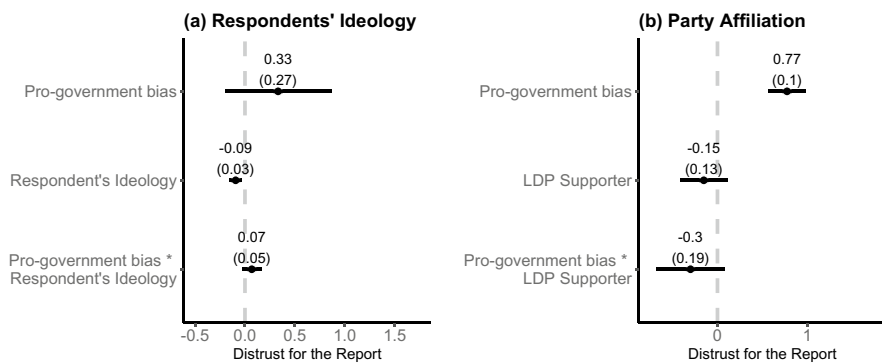 (a) Respondents' Ideology
0.33
(0.27)
Pro-government bias
-0.09
(0.03)
Respondent's Ideology
0.07
(0.05)
Pro-government bias *
Respondent's Ideology
-0.5 0.0 0.5 1.0 1.5
Distrust for the Report
(b) Party Affiliation
0.77
(0.1)
Pro-government bias
-0.15
(0.13)
LDP Supporter
-0.3
(0.19)
Pro-government bias *
LDP Supporter
0 1
Distrust for the Report